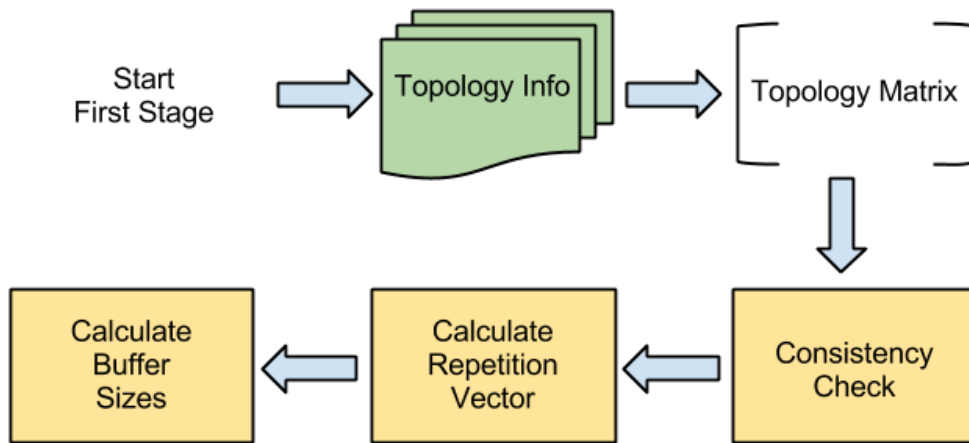 Start
First Stage
Topology Info
Topology Matrix
Consistency
Check
Calculate
Repetition
Vector
Calculate
Buffer
Sizes